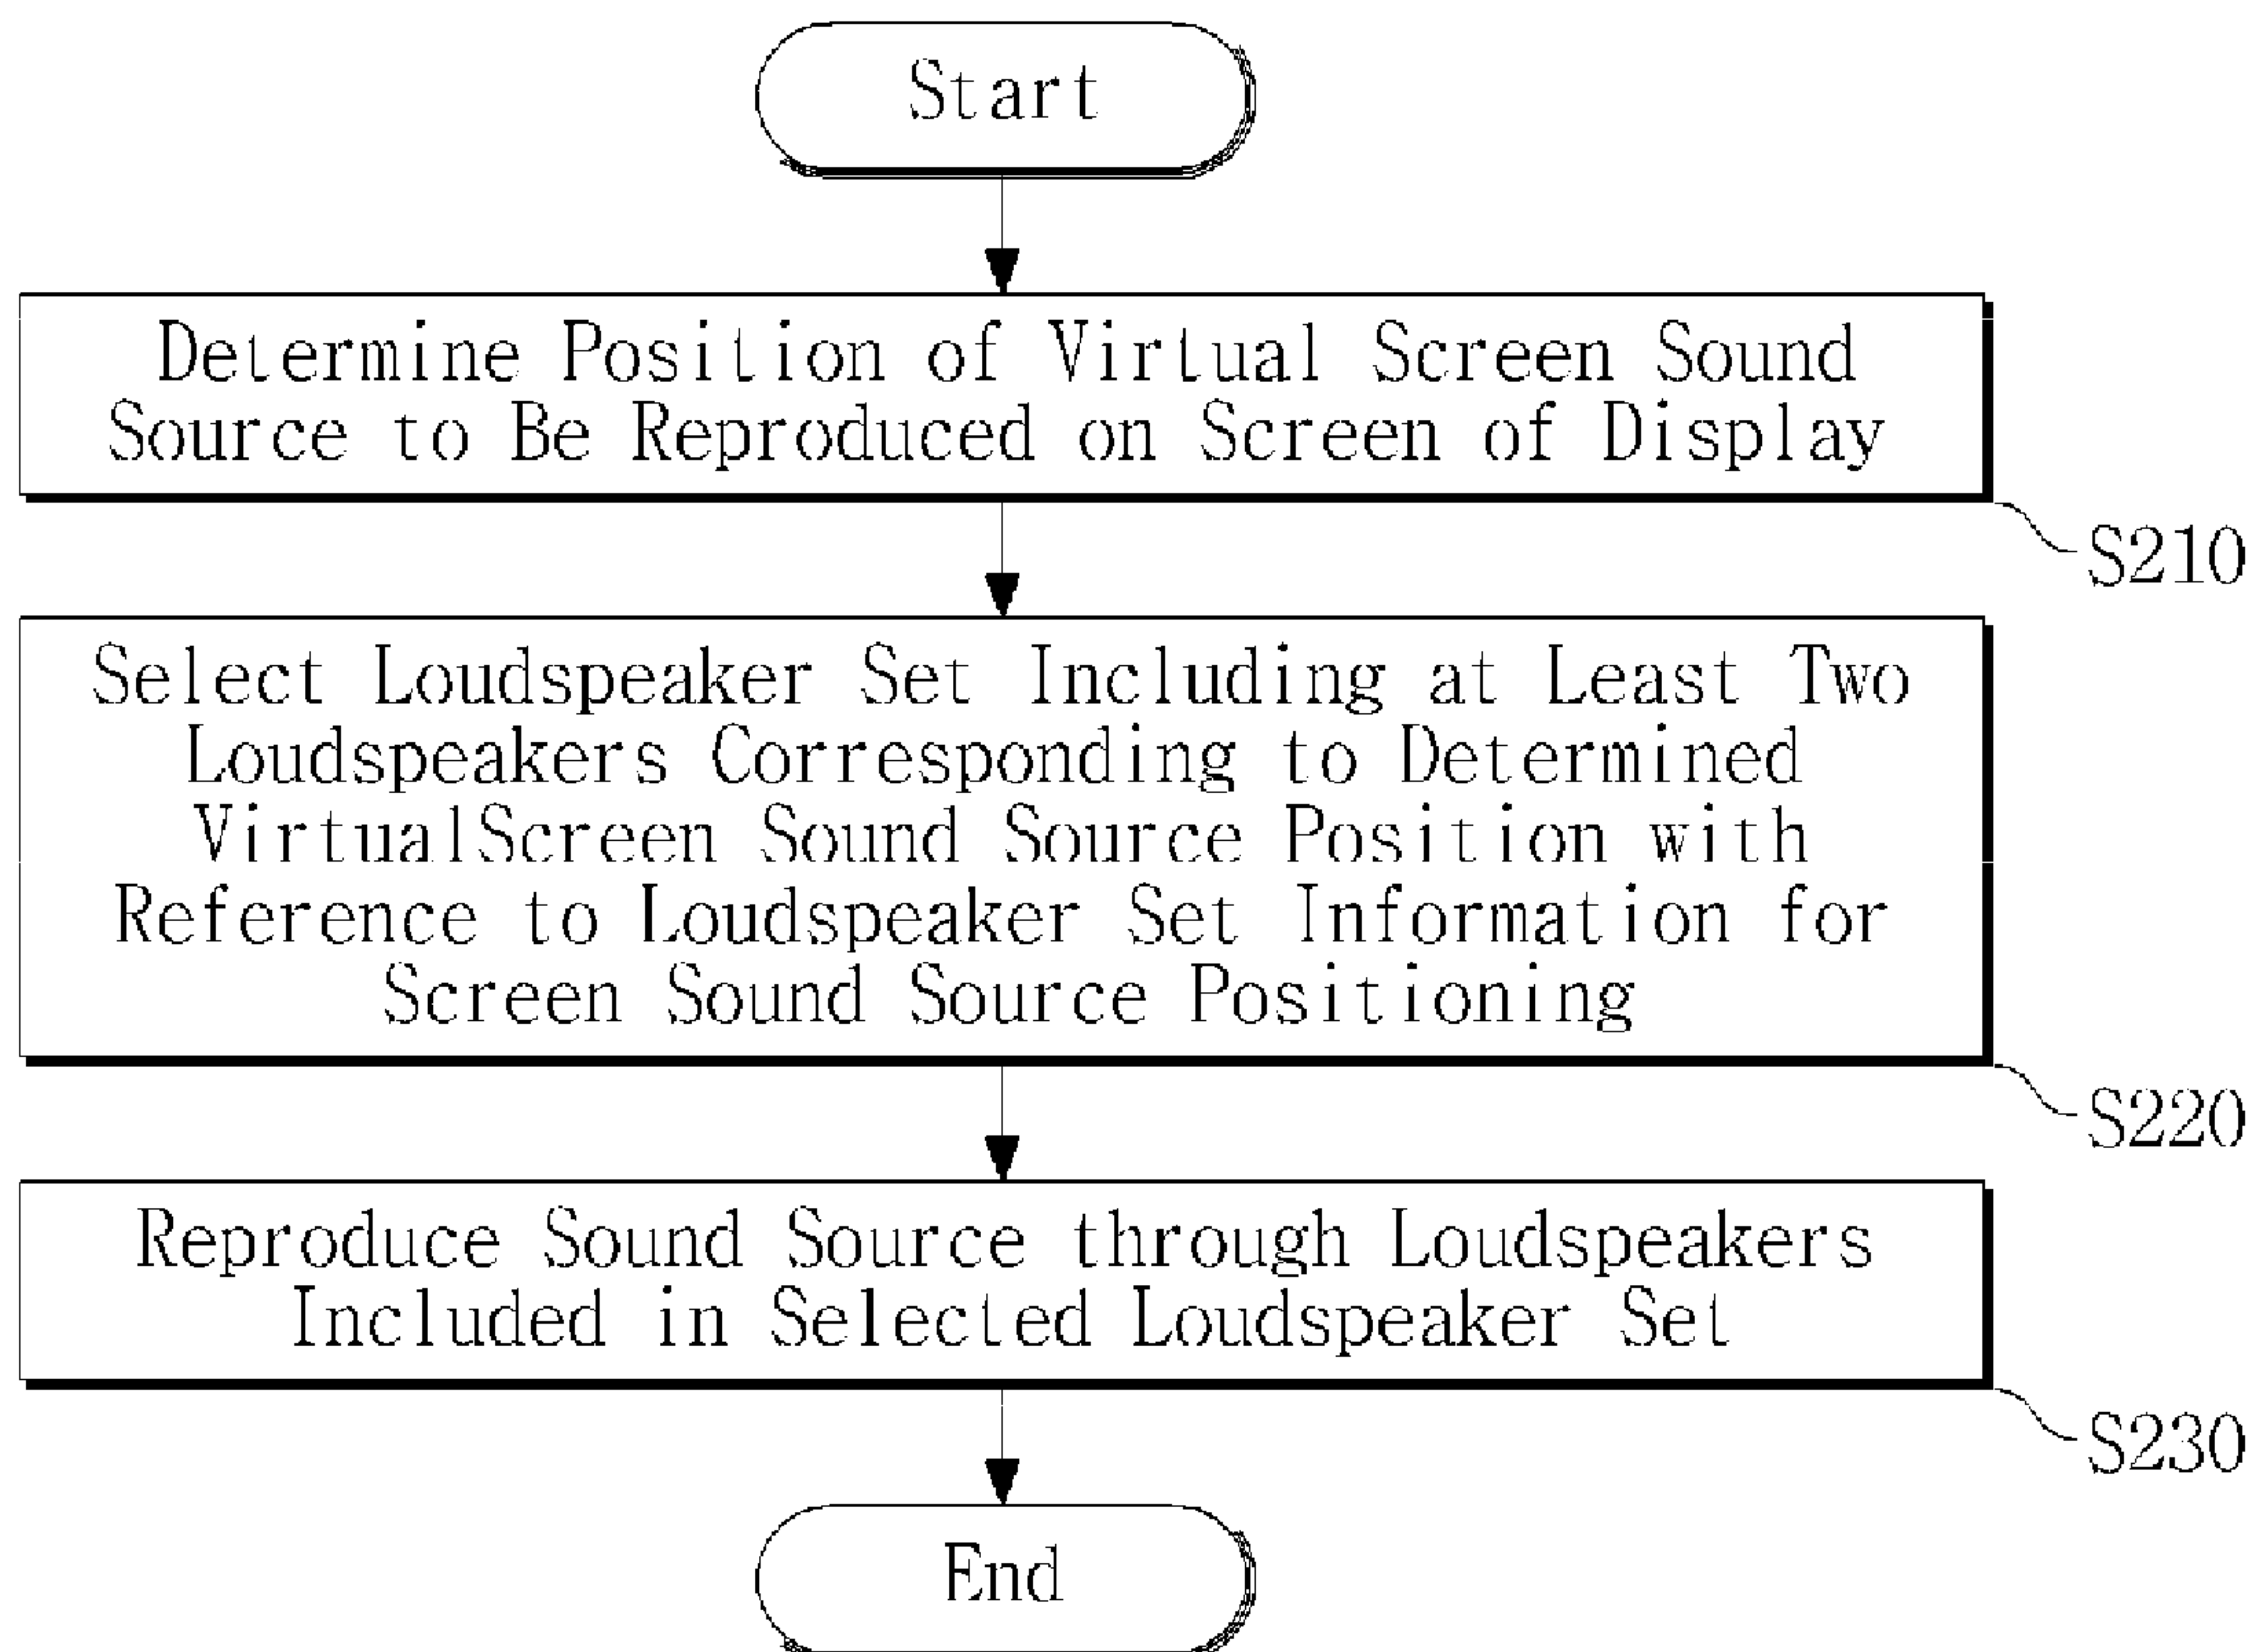 Start
Determine Position of Virtual Screen Sound
Source to Be Reproduced on Screen of Display
S210
Select Loudspeaker Set Including at Least Two
Loudspeakers Corresponding to Determined
VirtualScreen Sound Source Position with
Reference to Loudspeaker Set Information for
Screen Sound Source Positioning
S220
Reproduce Sound Source through Loudspeakers
Included in Selected Loudspeaker Set
S230
End